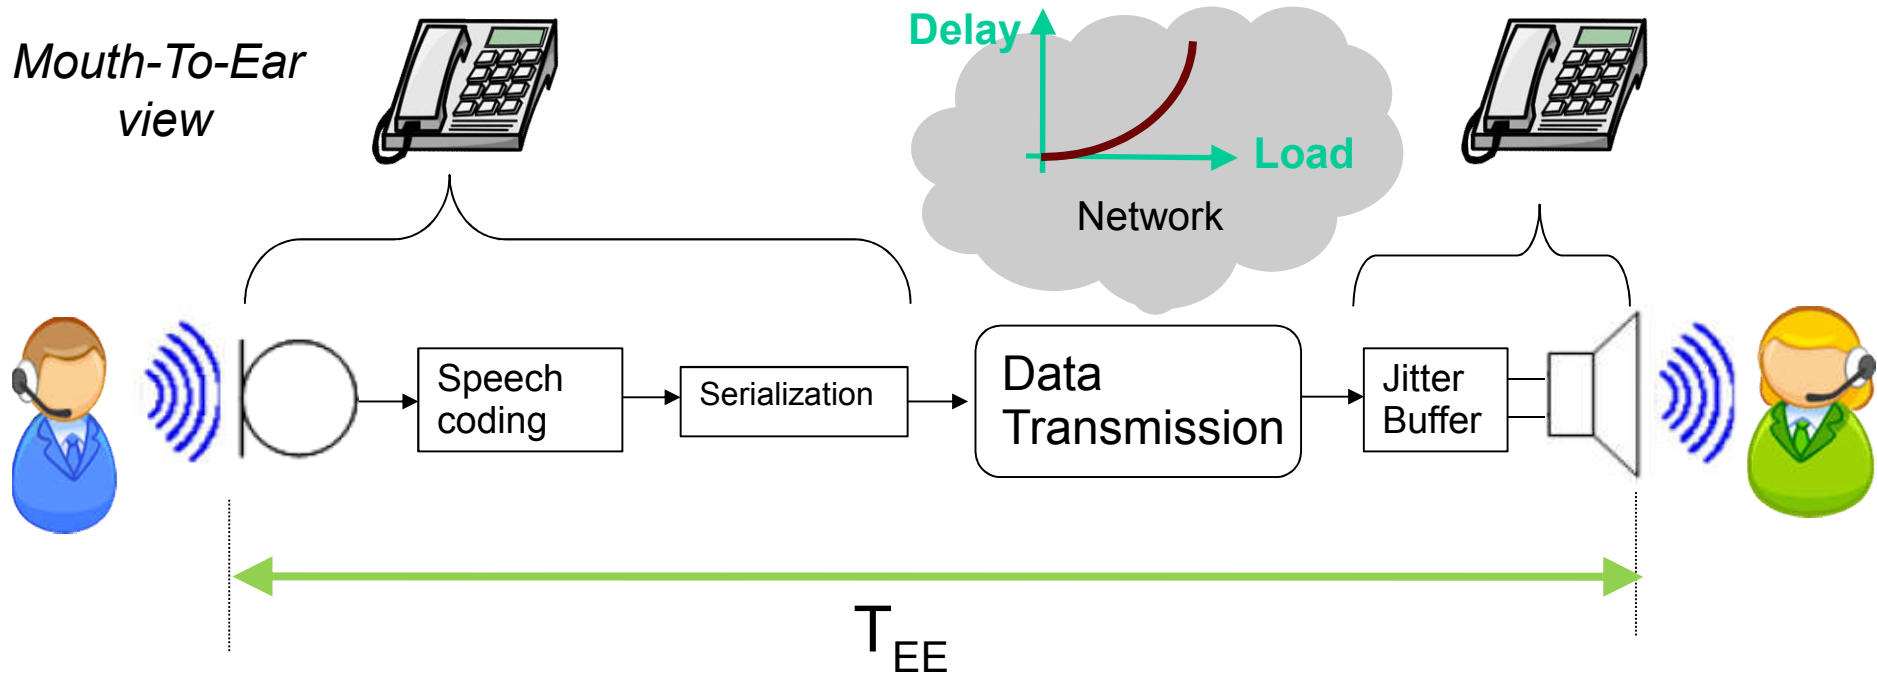 Mouth-To-Ear
view
Delay
Load
Network
Speech
coding
Serialization
Data
Transmission
Jitter
Buffer
TEE